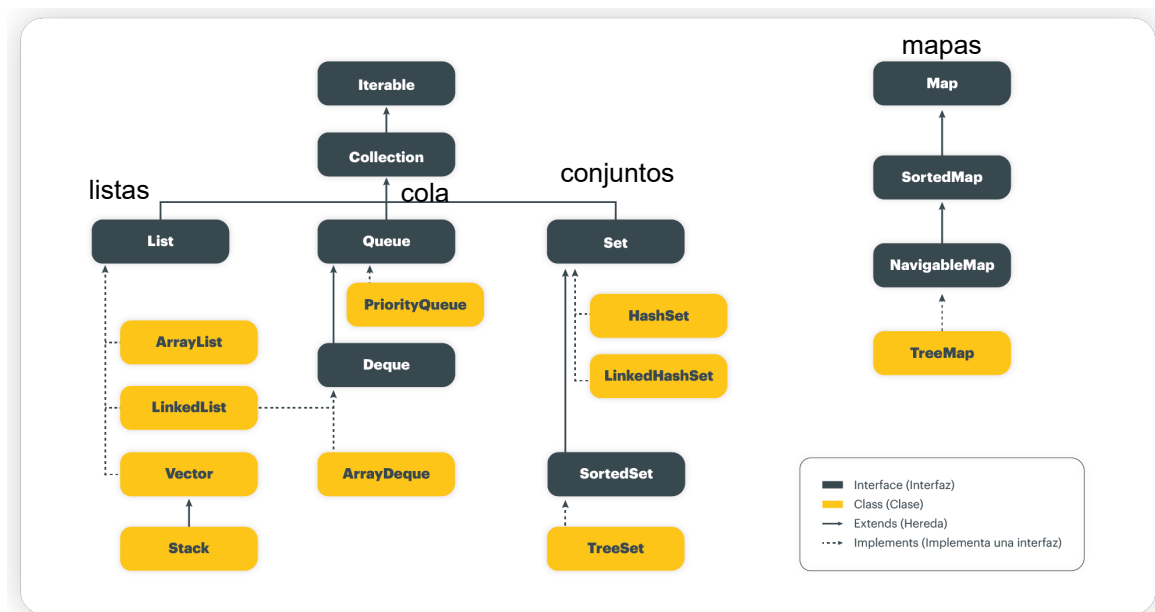 mapas
Iterable
Map
Collection
SortedMap
listas
cola
conjuntos
List
Queue
Set
NavigableMap
PriorityQueue
HashSet
ArrayList
Deque
LinkedHashSet
TreeMap
LinkedList
Vector
ArrayDeque
SortedSet
Stack
TreeSet
Interface (Interfaz)
Class (Clase)
Extends (Hereda)
Implements (Implementa una interfaz)